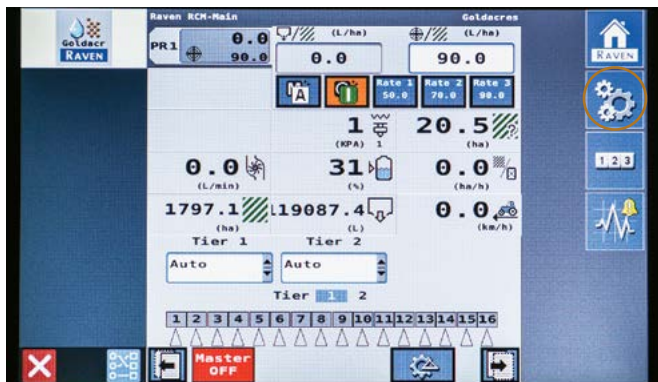 Goldacr
RAVEN
Raven RCM-Main
Goldacres
PR1
0.0
90.0
(L/ha)
0.0
(L/ha)
90.0
A
Rate 1
50.0
Rate 2
70.0
Rate 3
90.0
1
(KPA) 1
20.5
?
(ha)
0.0
(L/min)
31
(%)
0.0
(ha/h)
1797.1
(ha)
119087.4
(L)
0.0
(km/h)
Tier 1
Tier 2
Auto
Auto
Tier 1 2
1 2 3 4 5 6 7 8 9 10 11 12 13 14 15 16
Master
OFF
RAVEN
1 2 3